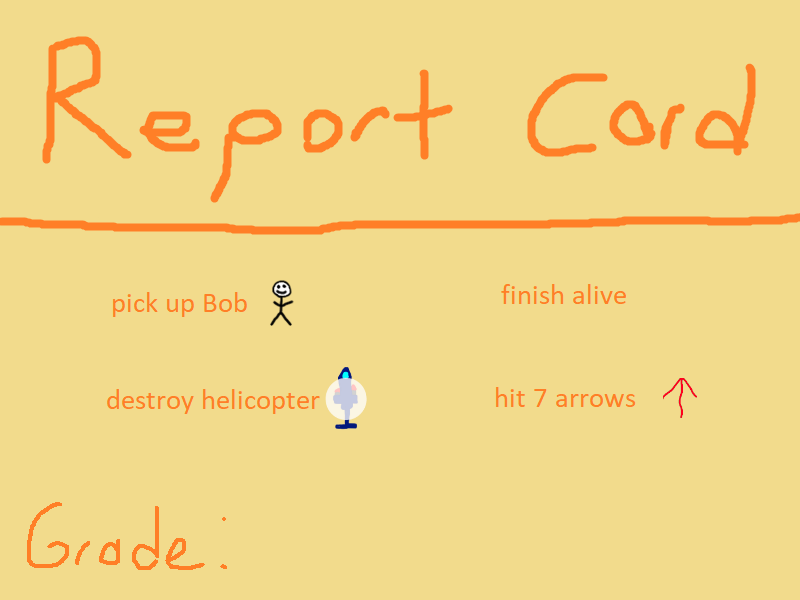 Report Card
pick up Bob
finish alive
destroy helicopter
hit 7 arrows
Grade: